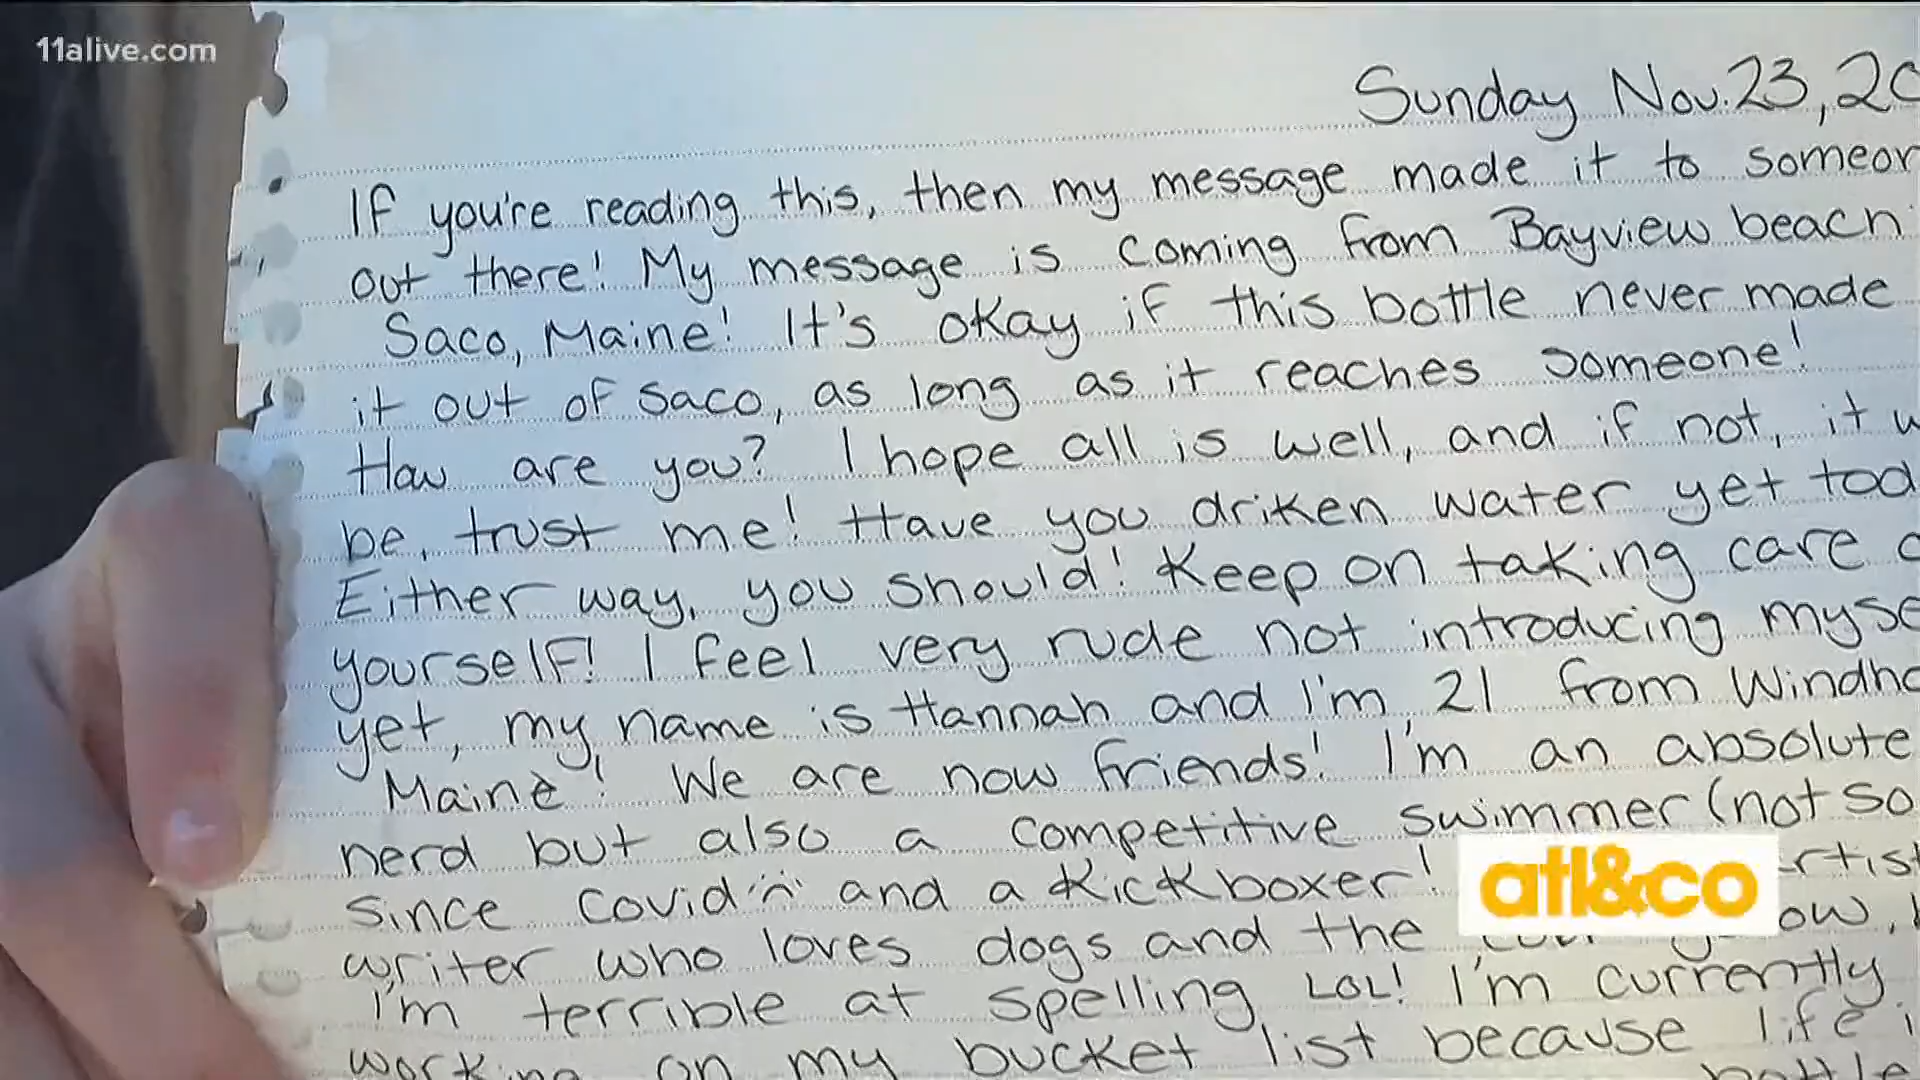 11alive.com
Sunday Nov. 23, 20
If you're reading this, then my message made it to
out there! My message is coming from Bayview beach
Saco, Maine! It's okay if this bottle never made
it out of Saco, as long as it reaches someone!
How are you? I hope all is well, and if not, it
be, trust me! Have you driken water yet
Either way, you should! Keep on taking care
yourself! I feel very rude not introducing
yet, my name is Hannah and I'm 21 from
Maine! We are now friends! I'm an absolute
nerd but also a competitive swimmer (not so
since Covid and a Kickboxer!
writer who loves dogs and the
I'm terrible at spelling LOL! I'm currently
working on my bucket list because life
bottle
atl&co